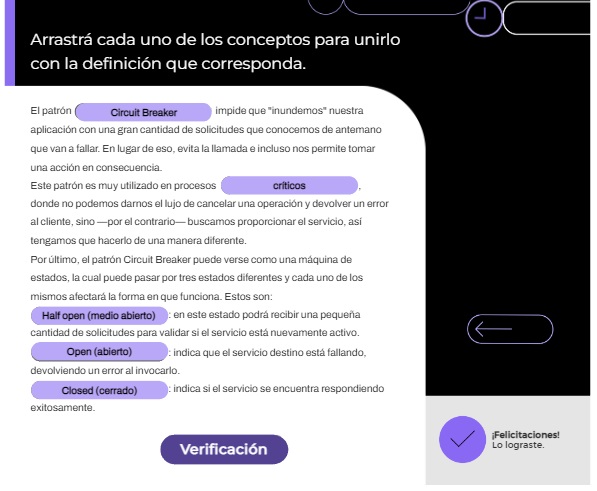 Arrastrá cada uno de los conceptos para unirlo
con la definición que corresponda.
El patrón Circuit Breaker impide que "inundemos" nuestra
aplicación con una gran cantidad de solicitudes que conocemos de antemano
que van a fallar. En lugar de eso, evita la llamada e incluso nos permite tomar
una acción en consecuencia.
Este patrón es muy utilizado en procesos críticos,
donde no podemos darnos el lujo de cancelar una operación y devolver un error
al cliente, sino —por el contrario— buscamos proporcionar el servicio, así
tengamos que hacerlo de una manera diferente.
Por último, el patrón Circuit Breaker puede verse como una máquina de
estados, la cual puede pasar por tres estados diferentes y cada uno de los
mismos afectará la forma en que funciona. Estos son:
Half open (medio abierto): en este estado podrá recibir una pequeña
cantidad de solicitudes para validar si el servicio está nuevamente activo.
Open (abierto): indica que el servicio destino está fallando,
devolviendo un error al invocarlo.
Closed (cerrado): indica si el servicio se encuentra respondiendo
exitosamente.
Verificación
¡Felicitaciones!
Lo lograste.